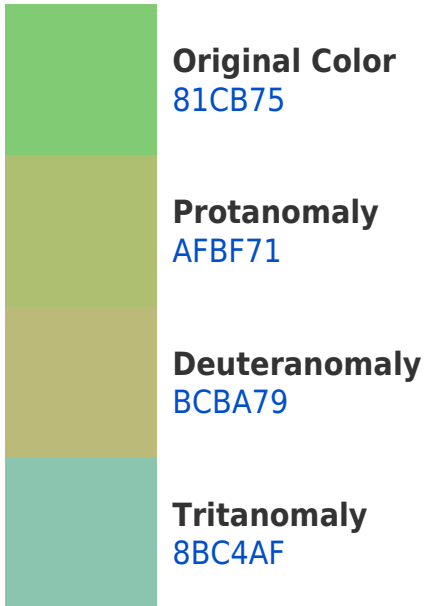 Original Color
81CB75
Protanomaly
AFBF71
Deuteranomaly
BCBA79
Tritanomaly
8BC4AF